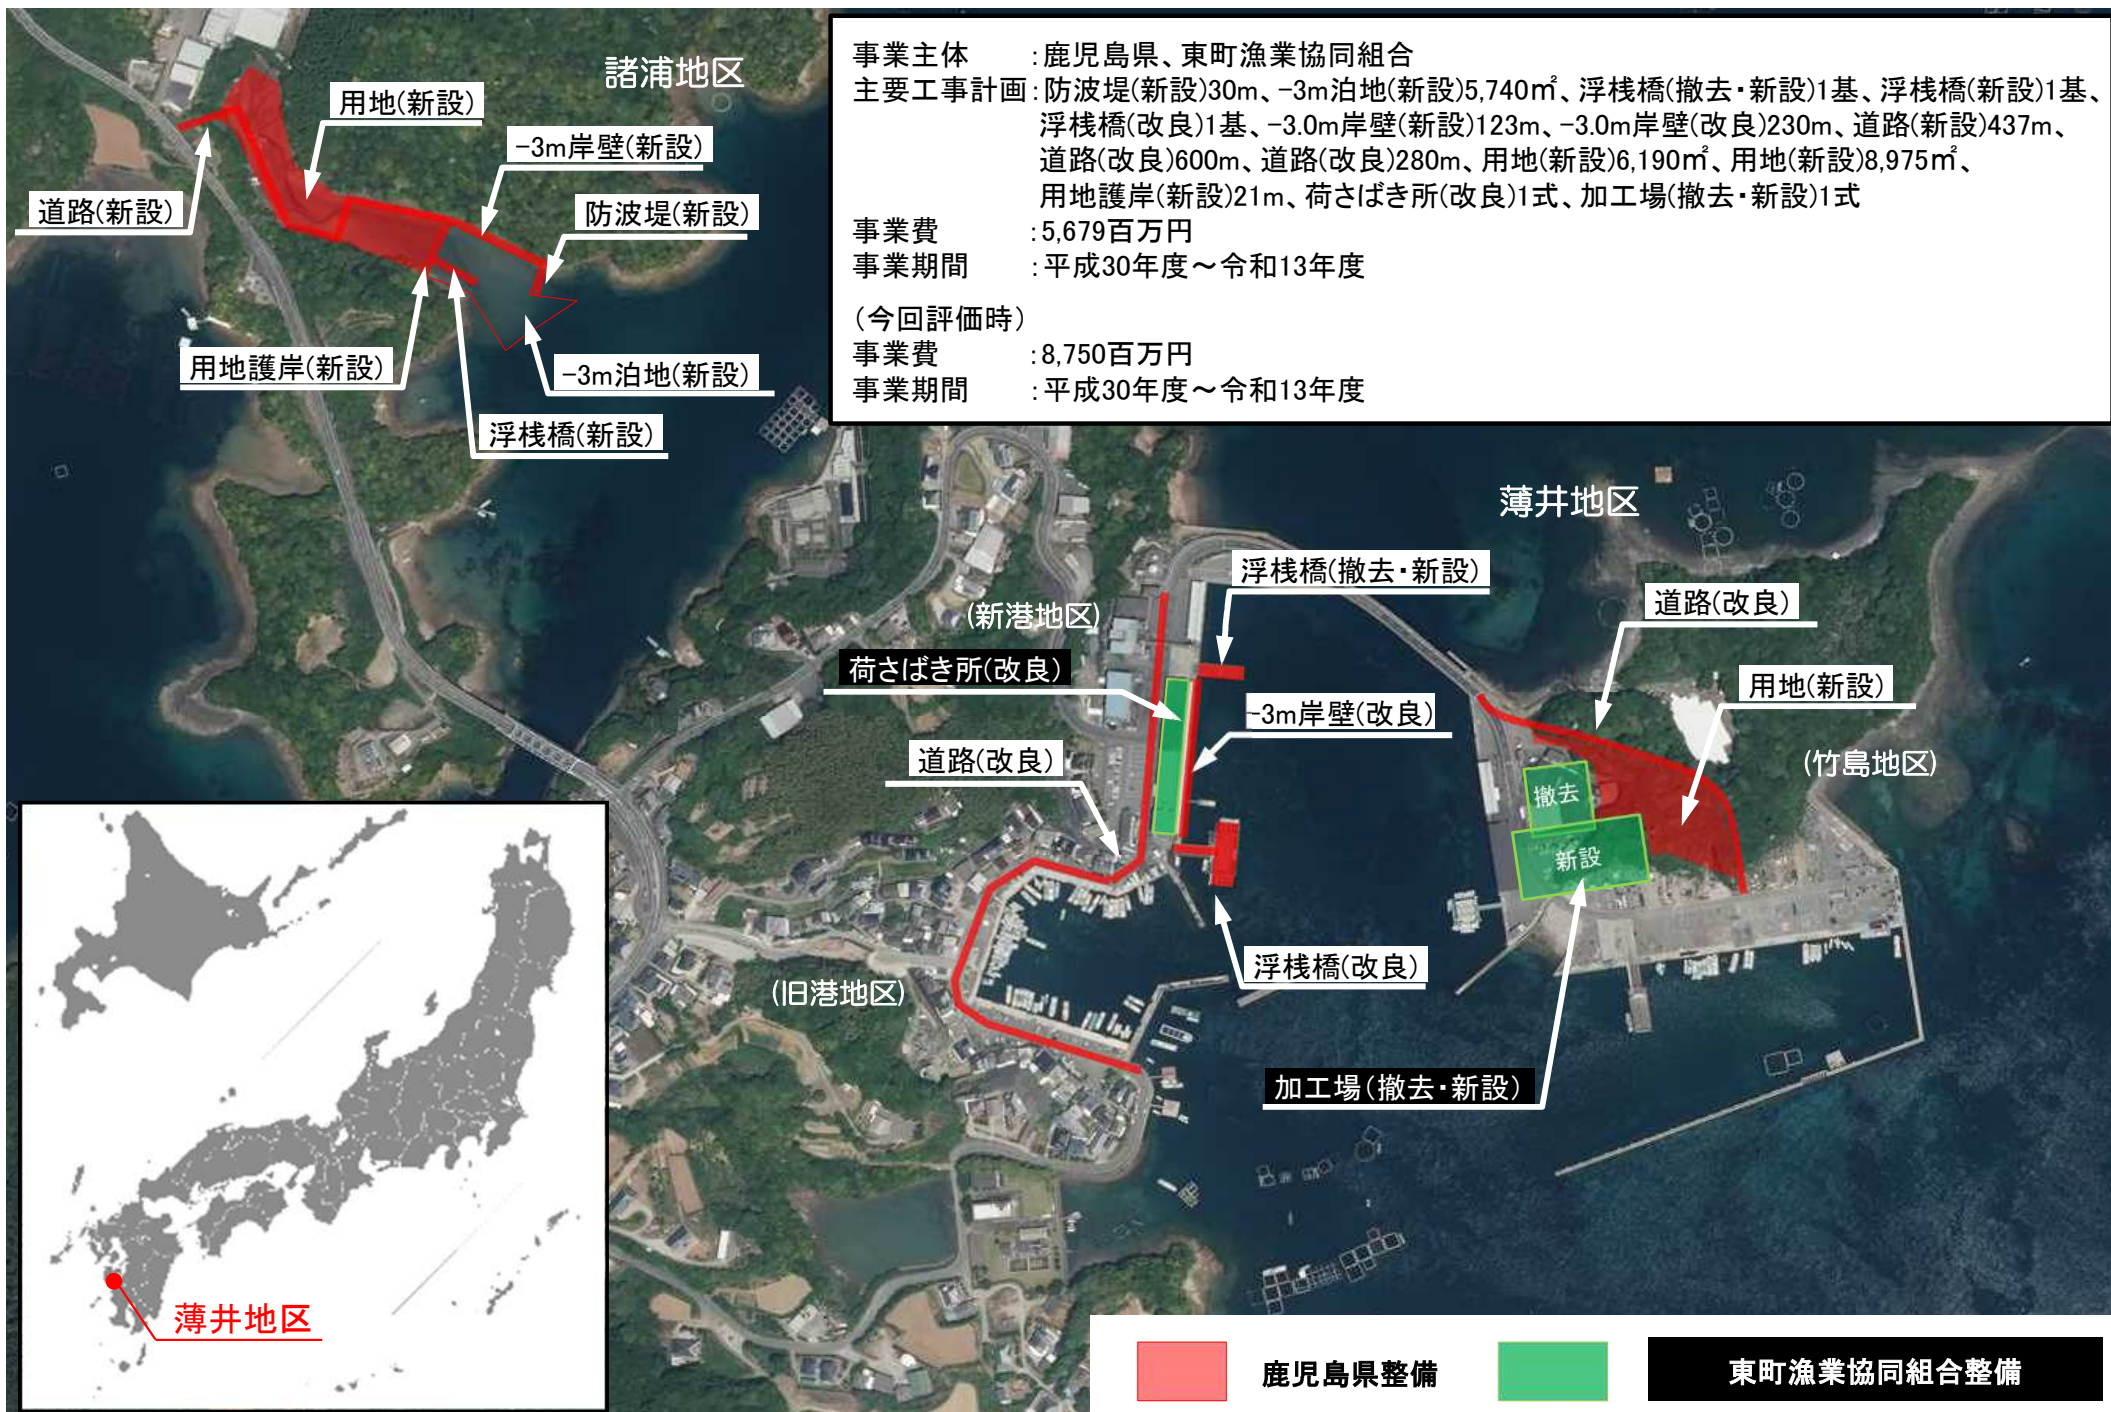 事業主体　：鹿児島県、東町漁業協同組合
主要工事計画：防波堤(新設)30m、-3m泊地(新設)5,740㎡、浮桟橋(撤去・新設)1基、浮桟橋(新設)1基、
浮桟橋(改良)1基、-3.0m岸壁(新設)123m、-3.0m岸壁(改良)230m、道路(新設)437m、
道路(改良)600m、道路(改良)280m、用地(新設)6,190㎡、用地(新設)8,975㎡、
用地護岸(新設)21m、荷さばき所(改良)1式、加工場(撤去・新設)1式
事業費　：5,679百万円
事業期間　：平成30年度～令和13年度
（今回評価時）
事業費　：8,750百万円
事業期間　：平成30年度～令和13年度
諸浦地区
用地(新設)
-3m岸壁(新設)
道路(新設)
防波堤(新設)
用地護岸(新設)
-3m泊地(新設)
浮桟橋(新設)
薄井地区
浮桟橋(撤去・新設)
道路(改良)
(新港地区)
荷さばき所(改良)
用地(新設)
-3m岸壁(改良)
道路(改良)
(竹島地区)
撤去
新設
浮桟橋(改良)
(旧港地区)
加工場(撤去・新設)
薄井地区
鹿児島県整備
東町漁業協同組合整備